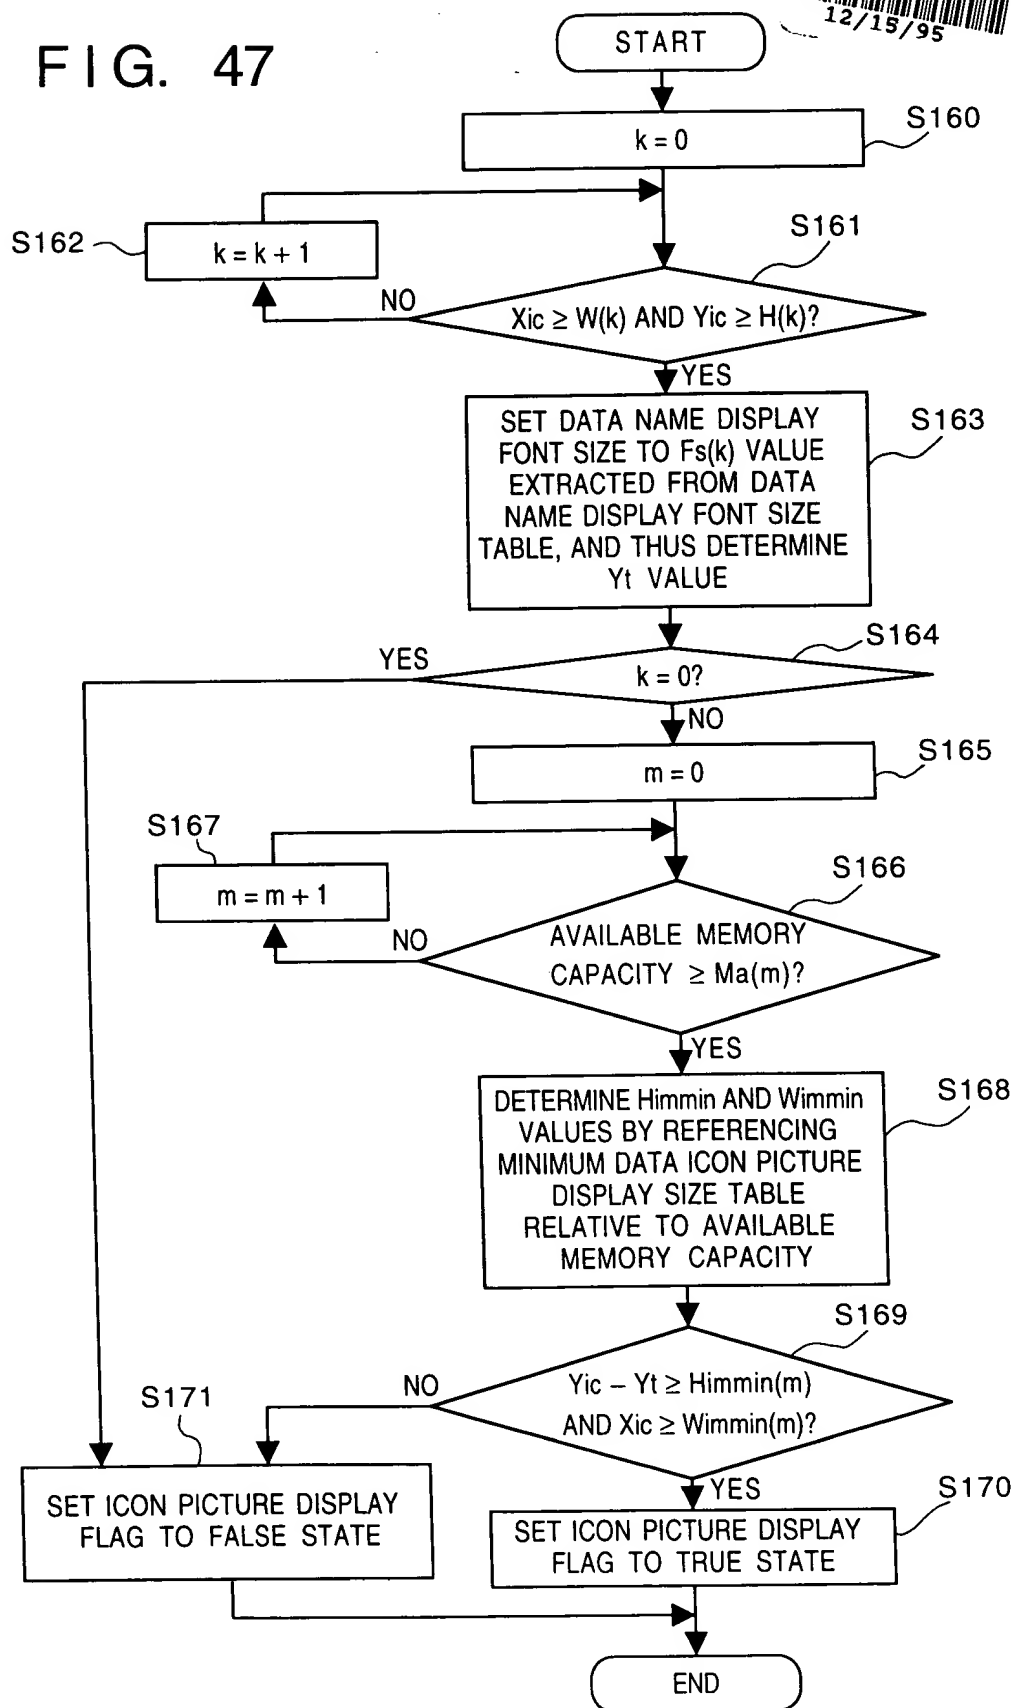 12/15/95
FIG. 47
START
S160
k = 0
S162
k = k + 1
S161
NO
Xic ≥ W(k) AND Yic ≥ H(k)?
YES
S163
SET DATA NAME DISPLAY
FONT SIZE TO Fs(k) VALUE
EXTRACTED FROM DATA
NAME DISPLAY FONT SIZE
TABLE, AND THUS DETERMINE
Yt VALUE
S164
YES
k = 0?
NO
S165
m = 0
S167
m = m + 1
S166
NO
AVAILABLE MEMORY
CAPACITY ≥ Ma(m)?
YES
S168
DETERMINE Himmin AND Wimmin
VALUES BY REFERENCING
MINIMUM DATA ICON PICTURE
DISPLAY SIZE TABLE
RELATIVE TO AVAILABLE
MEMORY CAPACITY
S169
NO
Yic – Yt ≥ Himmin(m)
AND Xic ≥ Wimmin(m)?
S171
YES
S170
SET ICON PICTURE DISPLAY
FLAG TO FALSE STATE
SET ICON PICTURE DISPLAY
FLAG TO TRUE STATE
END